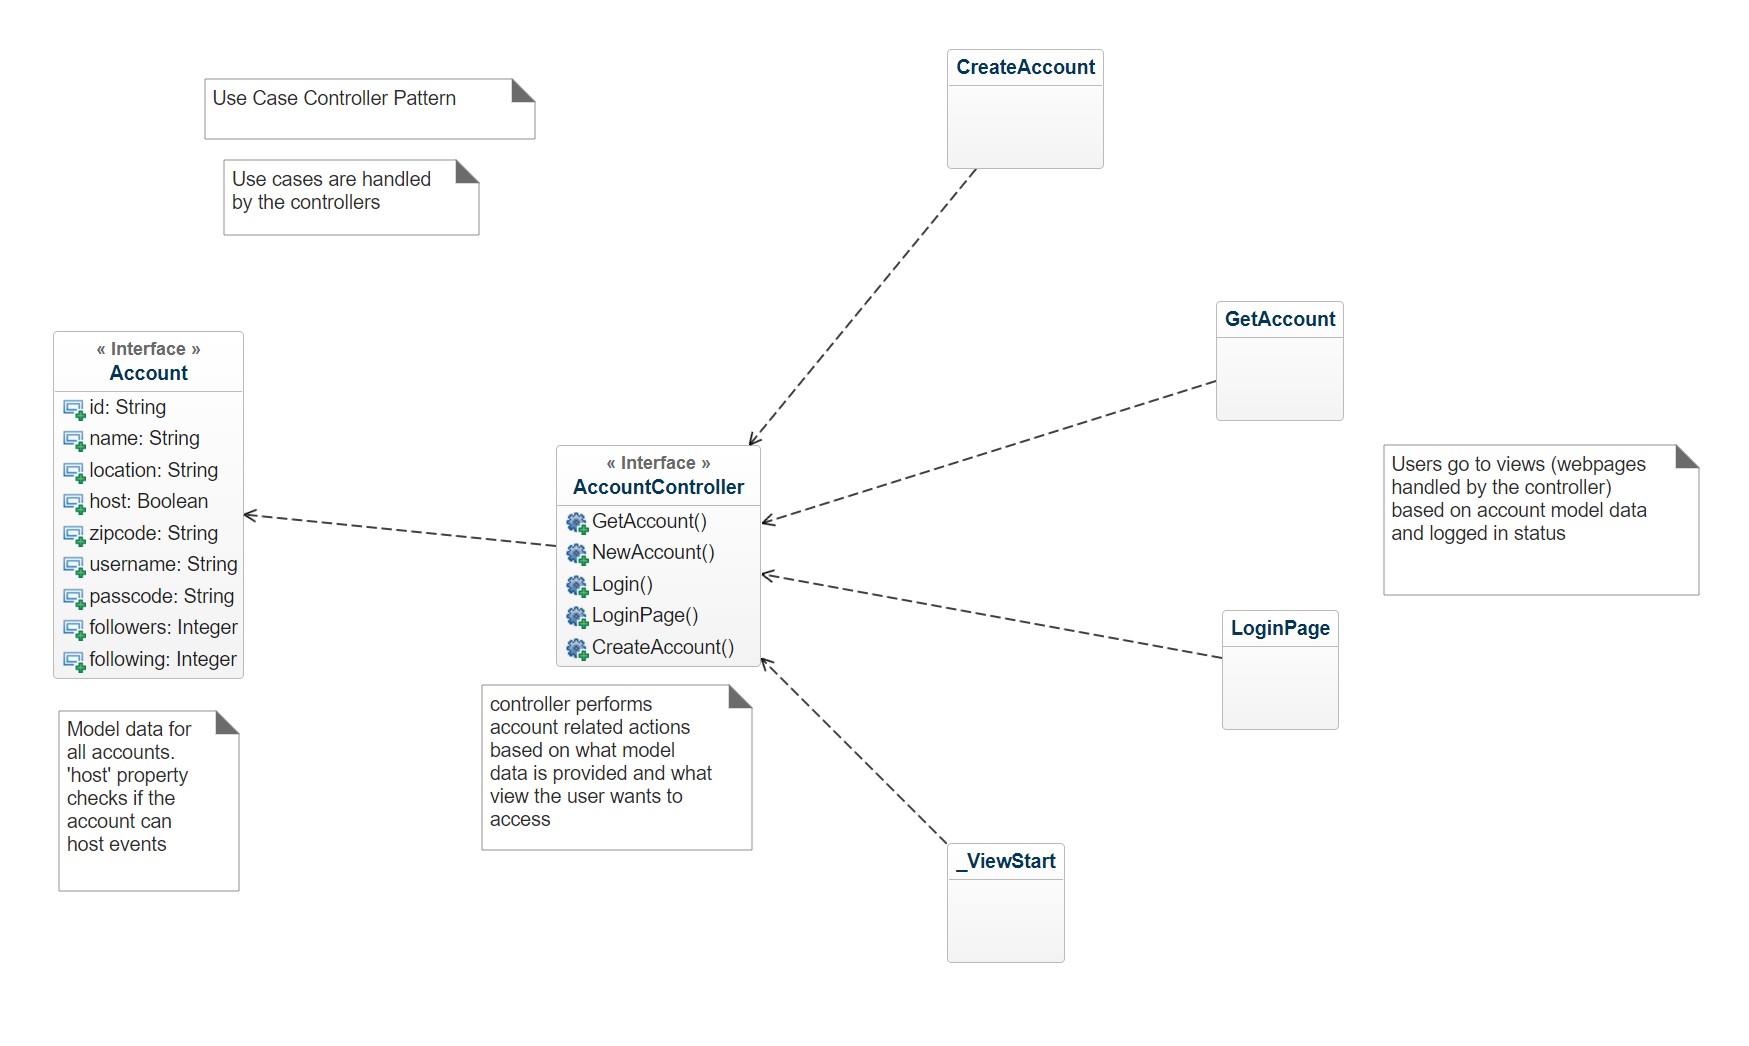 CreateAccount
Use Case Controller Pattern
Use cases are handled
by the controllers
GetAccount
« Interface »
Account
id: String
name: String
location: String
host: Boolean
zipcode: String
username: String
passcode: String
followers: Integer
following: Integer
« Interface »
AccountController
GetAccount()
NewAccount()
Login()
LoginPage()
CreateAccount()
Users go to views (webpages
handled by the controller)
based on account model data
and logged in status
LoginPage
Model data for
all accounts.
'host' property
checks if the
account can
host events
controller performs
account related actions
based on what model
data is provided and what
view the user wants to
access
_ViewStart